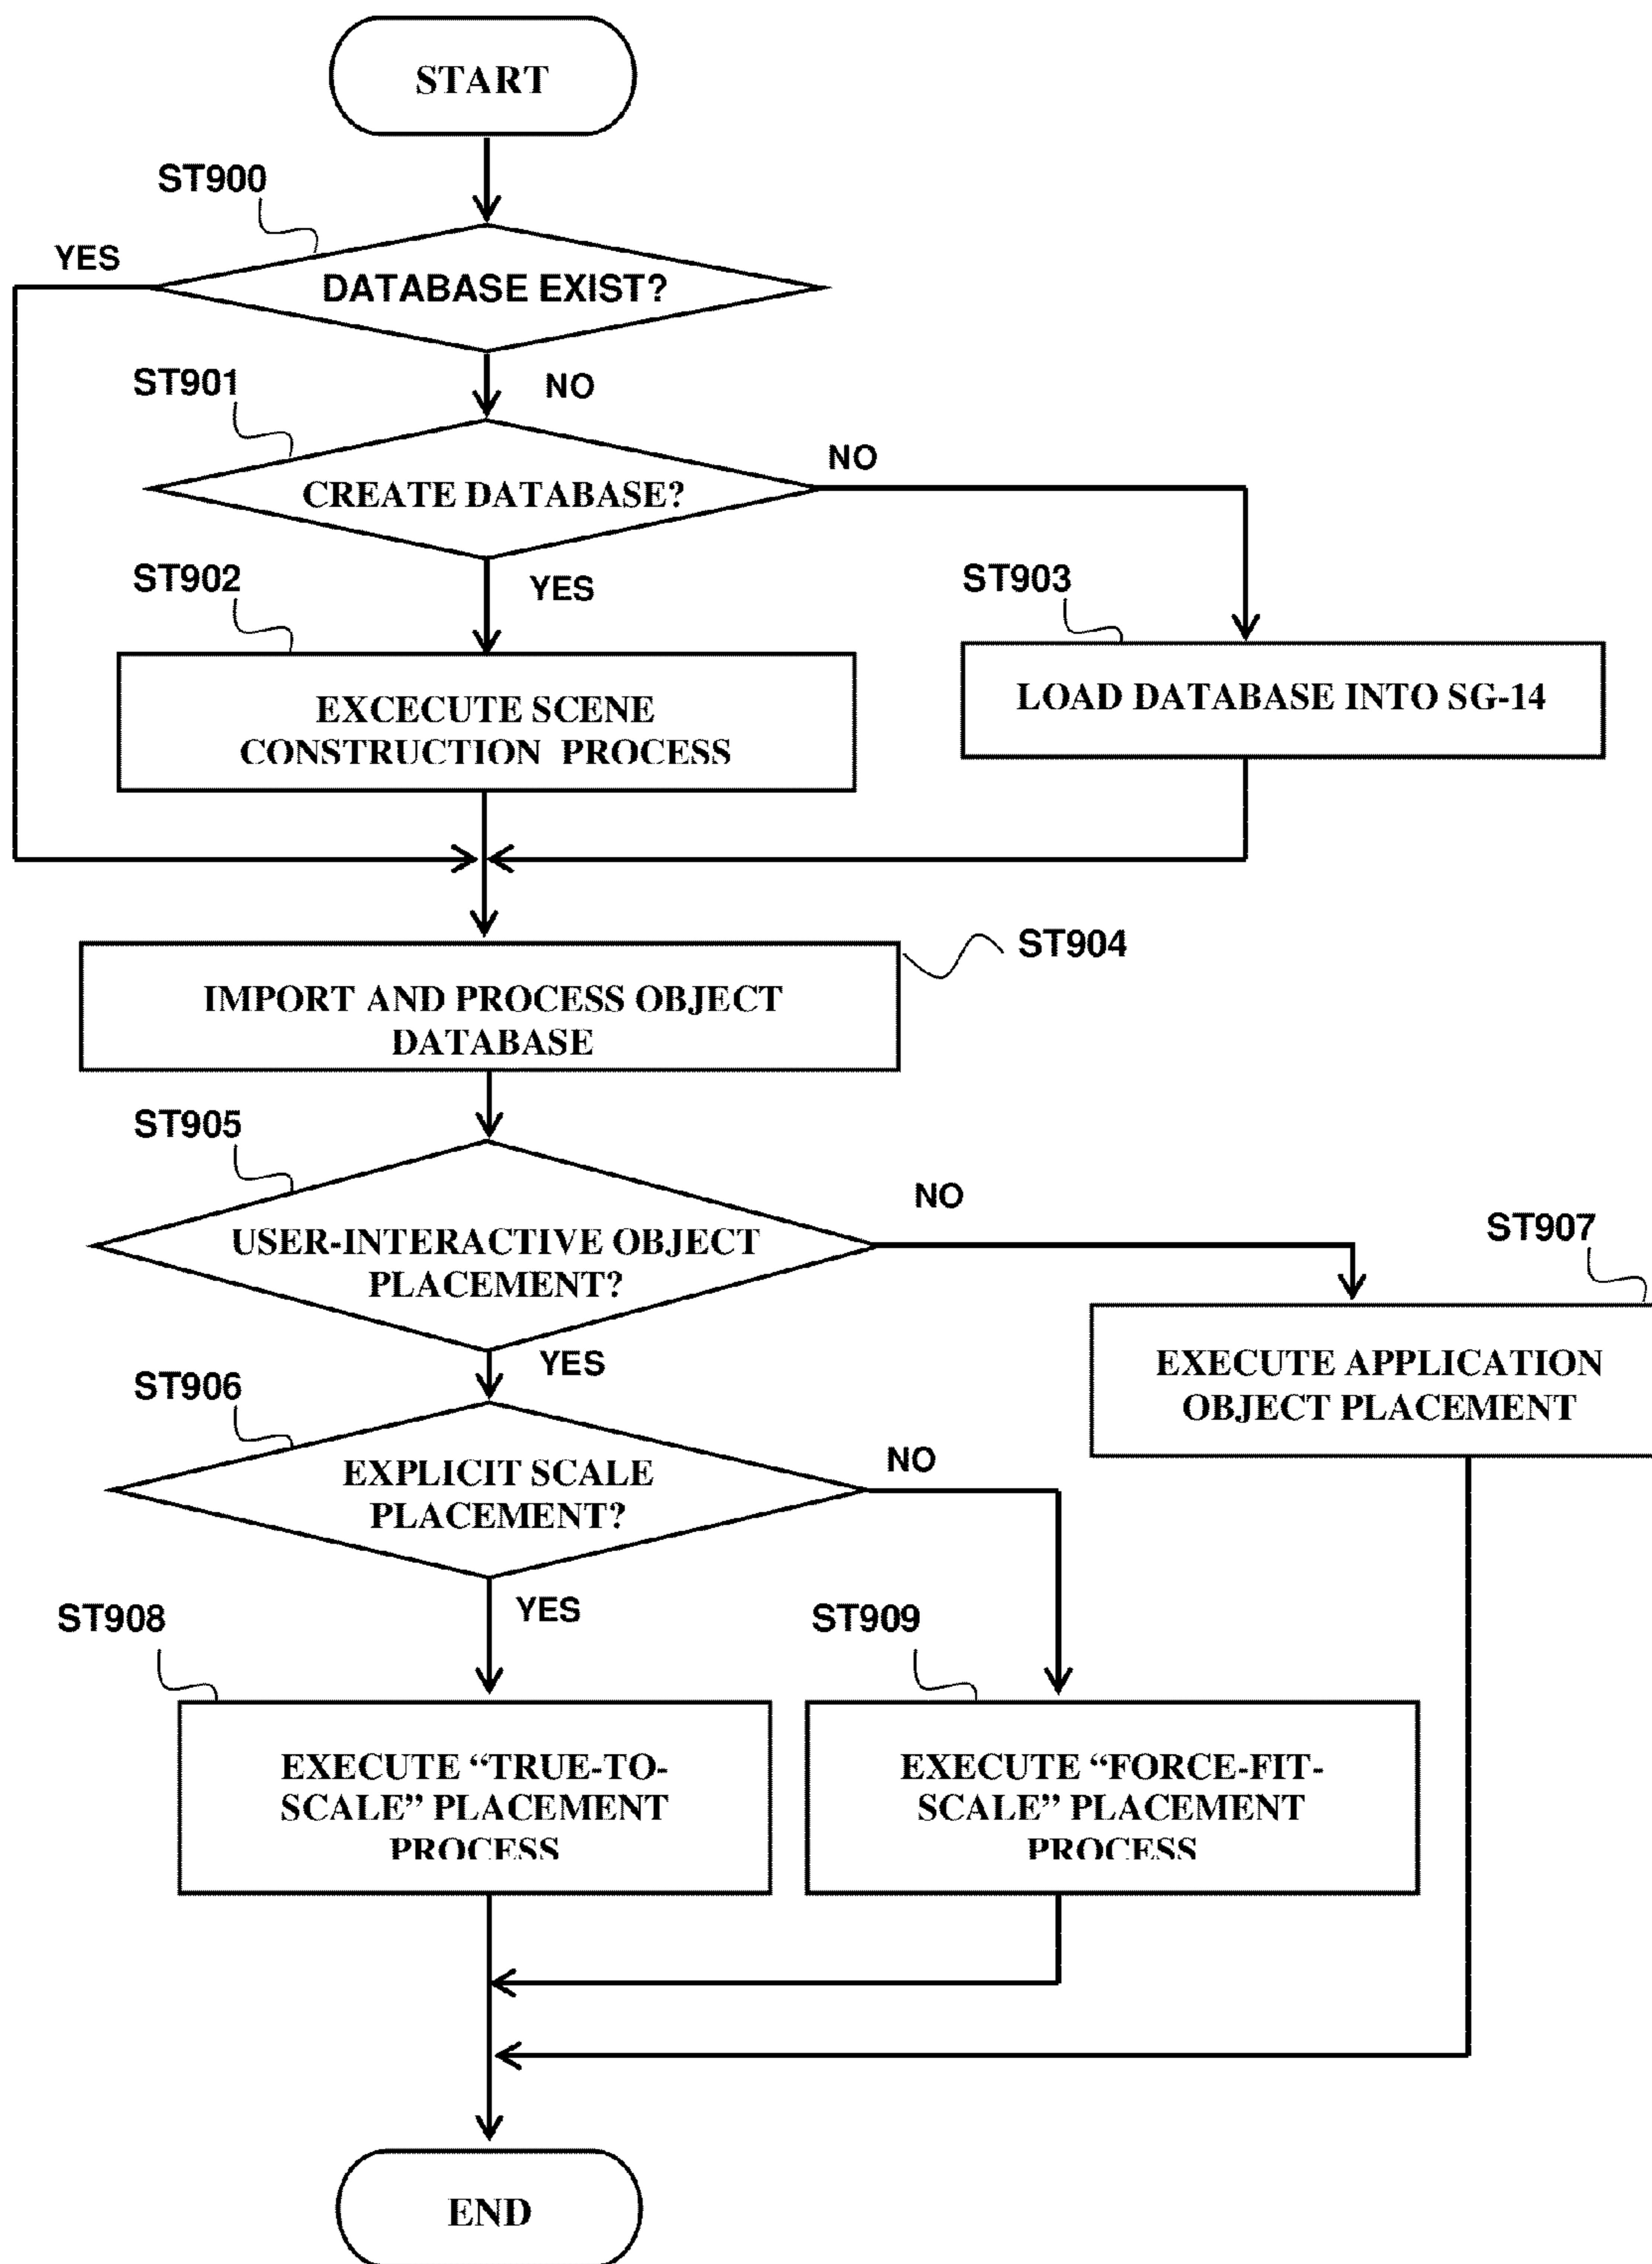 START
ST900
YES
DATABASE EXIST?
ST901
NO
NO
CREATE DATABASE?
ST902
YES
ST903
EXCECUTE SCENE
CONSTRUCTION PROCESS
LOAD DATABASE INTO SG-14
ST904
IMPORT AND PROCESS OBJECT
DATABASE
ST905
NO
ST907
USER-INTERACTIVE OBJECT
PLACEMENT?
YES
EXECUTE APPLICATION
OBJECT PLACEMENT
ST906
NO
EXPLICIT SCALE
PLACEMENT?
YES
ST908
ST909
EXECUTE “TRUE-TO-
SCALE” PLACEMENT
PROCESS
EXECUTE “FORCE-FIT-
SCALE” PLACEMENT
PROCESS
END